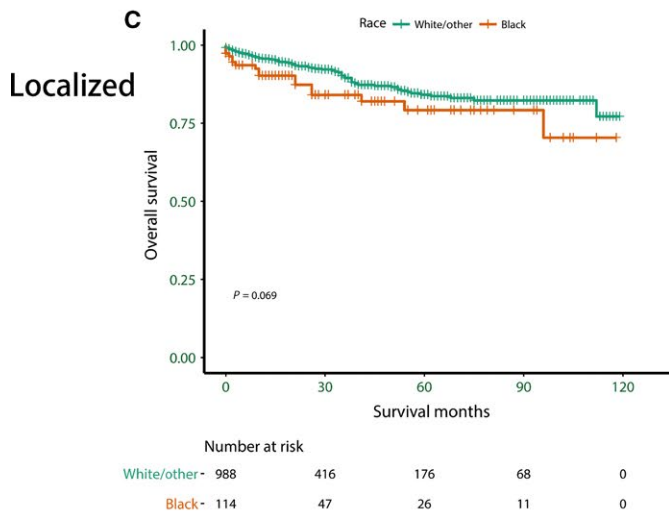 C
Race White/other Black
Localized
1.00
0.75
0.50
0.25
0.00
Overall survival
P = 0.069
0 30 60 90 120
Survival months
Number at risk
White/other- 988 416 176 68 0
Black- 114 47 26 11 0